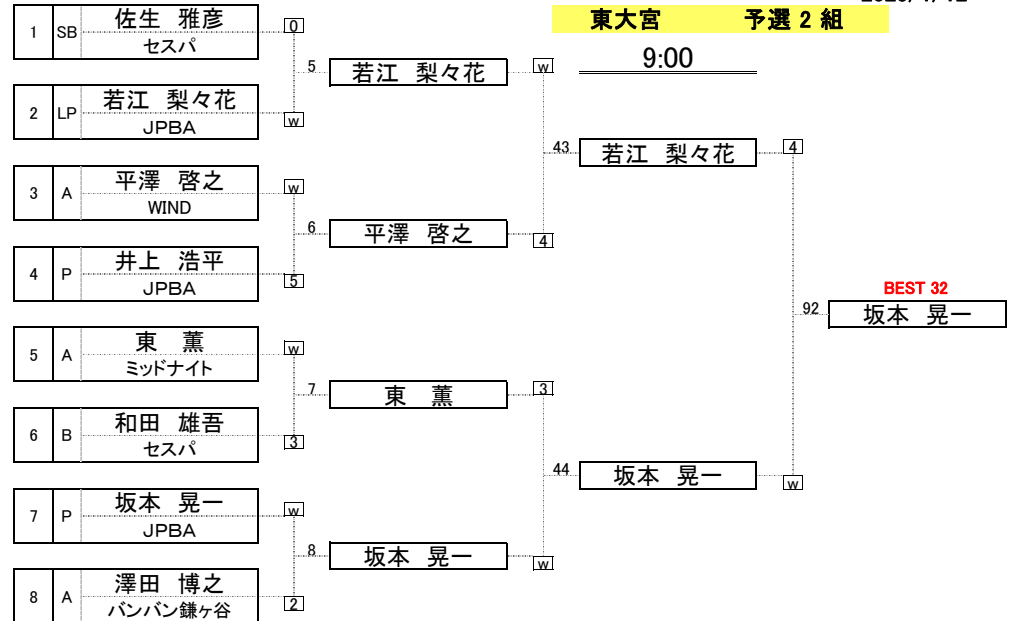 東大宮 予選 2 組
9:00
1 SB 佐生 雅彦 0
セスパ
5 若江 梨々花 w
2 LP 若江 梨々花 w
JPBA
43 若江 梨々花 4
3 A 平澤 啓之 w
WIND
6 平澤 啓之 4
4 P 井上 浩平 5
JPBA
BEST 32
92 坂本 晃一
5 A 東 薫 w
ミッドナイト
7 東 薫 3
6 B 和田 雄吾 3
セスパ
44 坂本 晃一 w
7 P 坂本 晃一 w
JPBA
8 坂本 晃一 w
8 A 澤田 博之 2
バンバン鎌ヶ谷